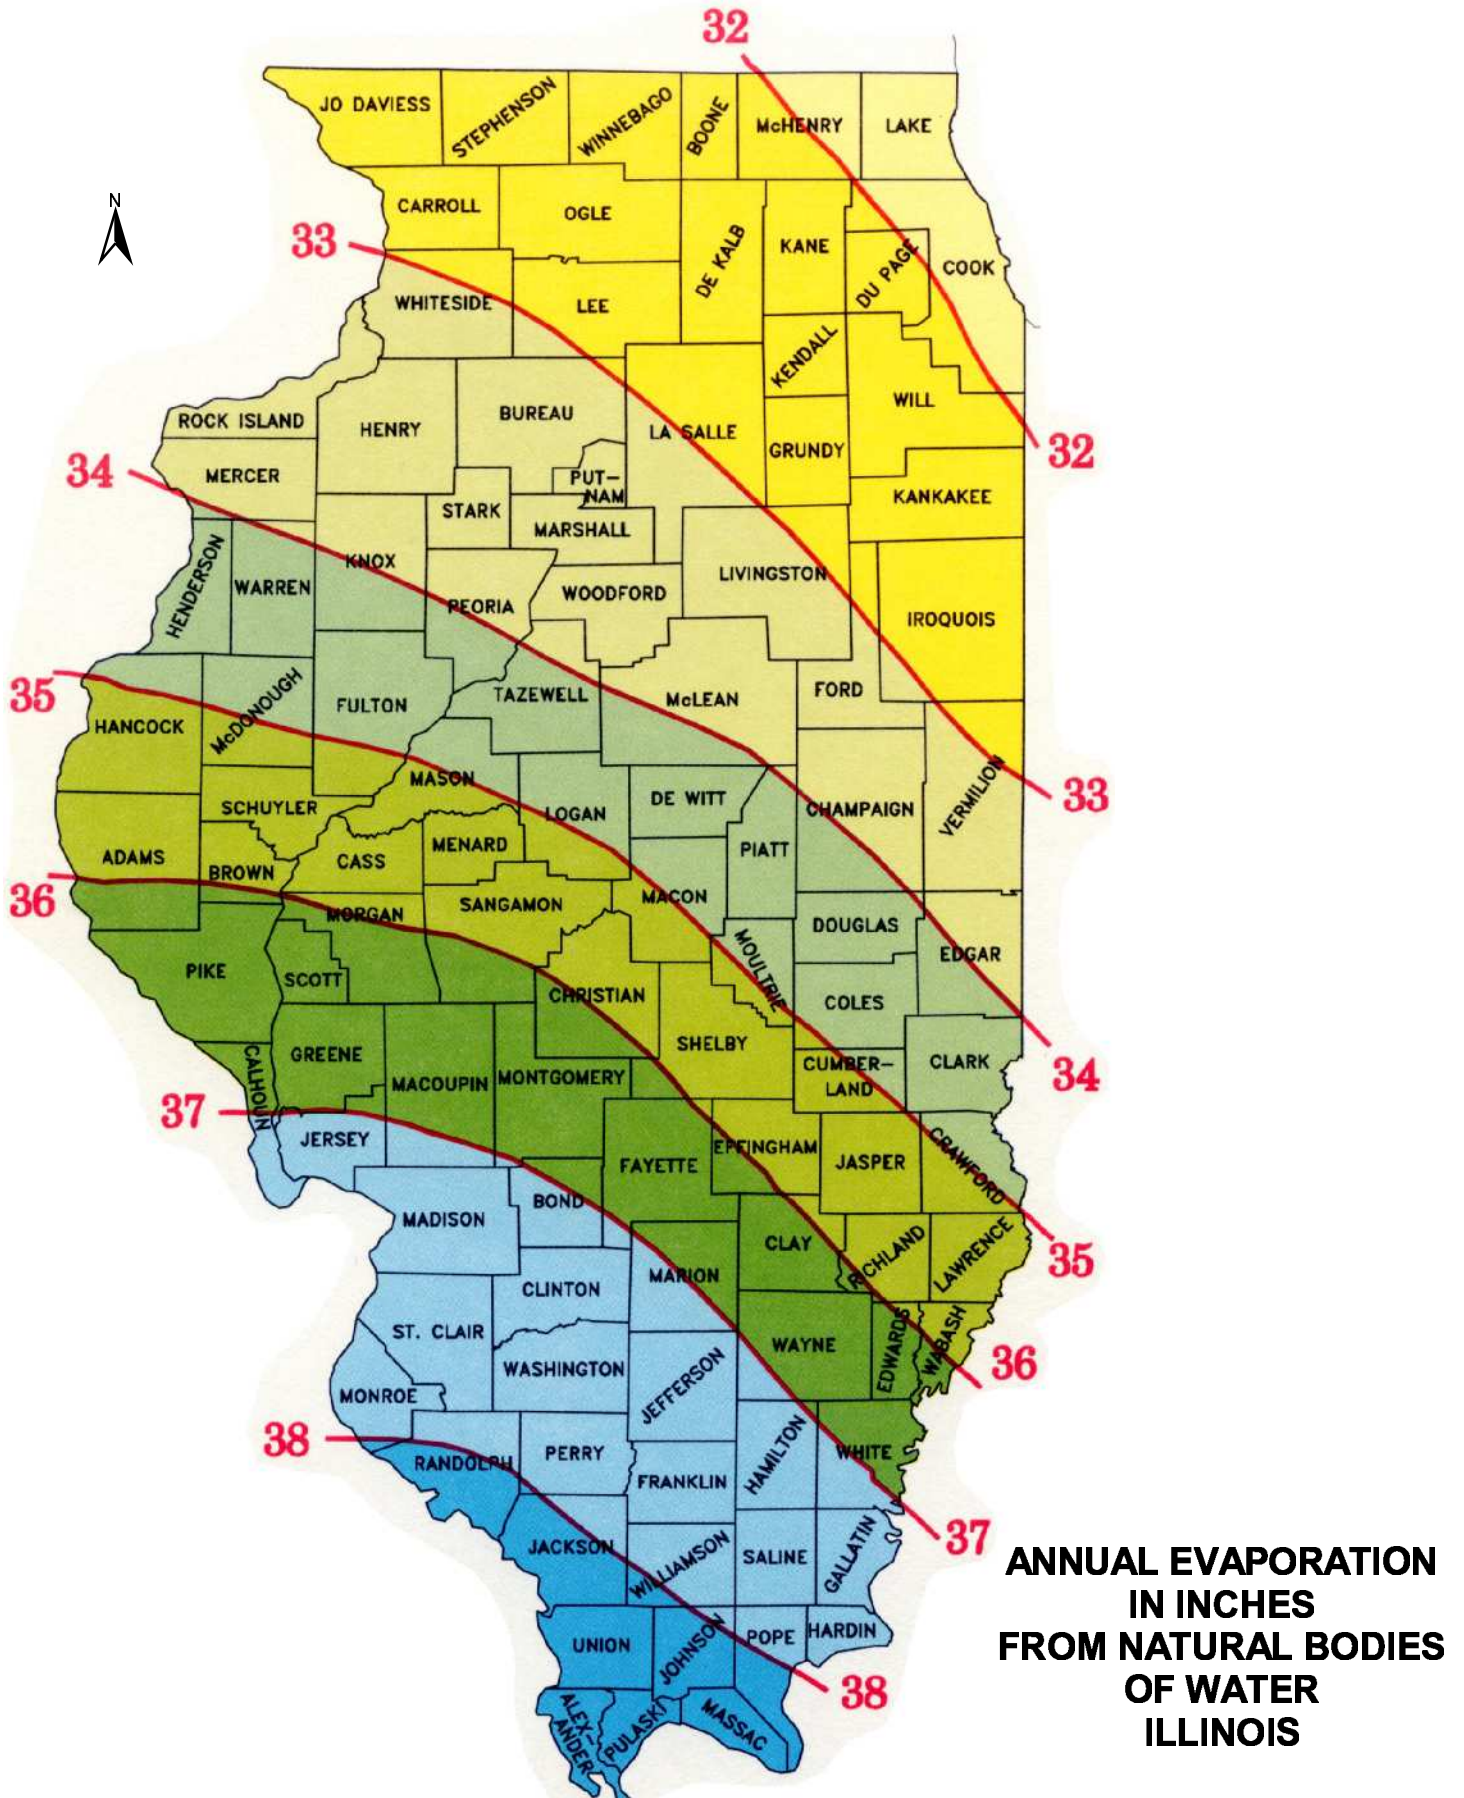 32
JO DAVIESS
STEPHENSON
WINNEBAGO
BOONE
McHENRY
LAKE
N
CARROLL
OGLE
DE KALB
KANE
DU PAGE
COOK
33
WHITESIDE
LEE
KENDALL
WILL
ROCK ISLAND
HENRY
BUREAU
LA SALLE
GRUNDY
32
34
MERCER
PUT-
NAM
KANKAKEE
STARK
MARSHALL
KNOX
HENDERSON
WARREN
PEORIA
WOODFORD
LIVINGSTON
IROQUOIS
35
HANCOCK
McDONOUGH
FULTON
TAZEWELL
McLEAN
FORD
MASON
SCHUYLER
LOGAN
DE WITT
CHAMPAIGN
VERMILION
33
ADAMS
BROWN
CASS
MENARD
PIATT
36
MORGAN
SANGAMON
MACON
DOUGLAS
EDGAR
PIKE
SCOTT
CHRISTIAN
MOULTRIE
COLES
GREENE
MACOUPIN
MONTGOMERY
SHELBY
CUMBER-
LAND
CLARK
34
CALHOUN
37
JERSEY
FAYETTE
EFFINGHAM
JASPER
CRAWFORD
MADISON
BOND
CLAY
RICHLAND
LAWRENCE
35
CLINTON
MARION
ST. CLAIR
WASHINGTON
JEFFERSON
WAYNE
EDWARDS
WABASH
36
MONROE
38
RANDOLPH
PERRY
FRANKLIN
HAMILTON
WHITE
37
JACKSON
WILLIAMSON
SALINE
GALLATIN
UNION
JOHNSON
POPE
HARDIN
38
ALEX-
ANDER
PULASKI
MASSAC
ANNUAL EVAPORATION
IN INCHES
FROM NATURAL BODIES
OF WATER
ILLINOIS